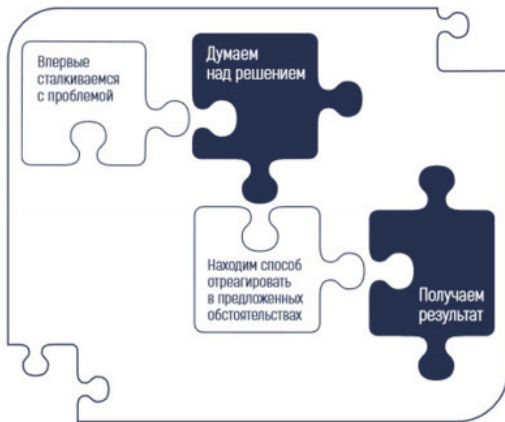 Впервые
сталкиваемся
с проблемой
Думаем
над решением
Находим способ
отреагировать
в предложенных
обстоятельствах
Получаем
результат